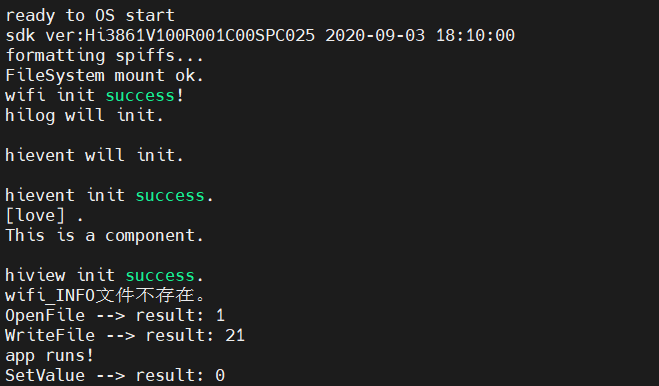 ready to OS start
sdk ver:Hi3861V100R001C00SPC025 2020-09-03 18:10:00
formatting spiffs...
FileSystem mount ok.
wifi init success!
hilog will init.
hievent will init.
hievent init success.
[love] .
This is a component.
hiview init success.
wifi_INFO文件不存在。
OpenFile --> result: 1
WriteFile --> result: 21
app runs!
SetValue --> result: 0